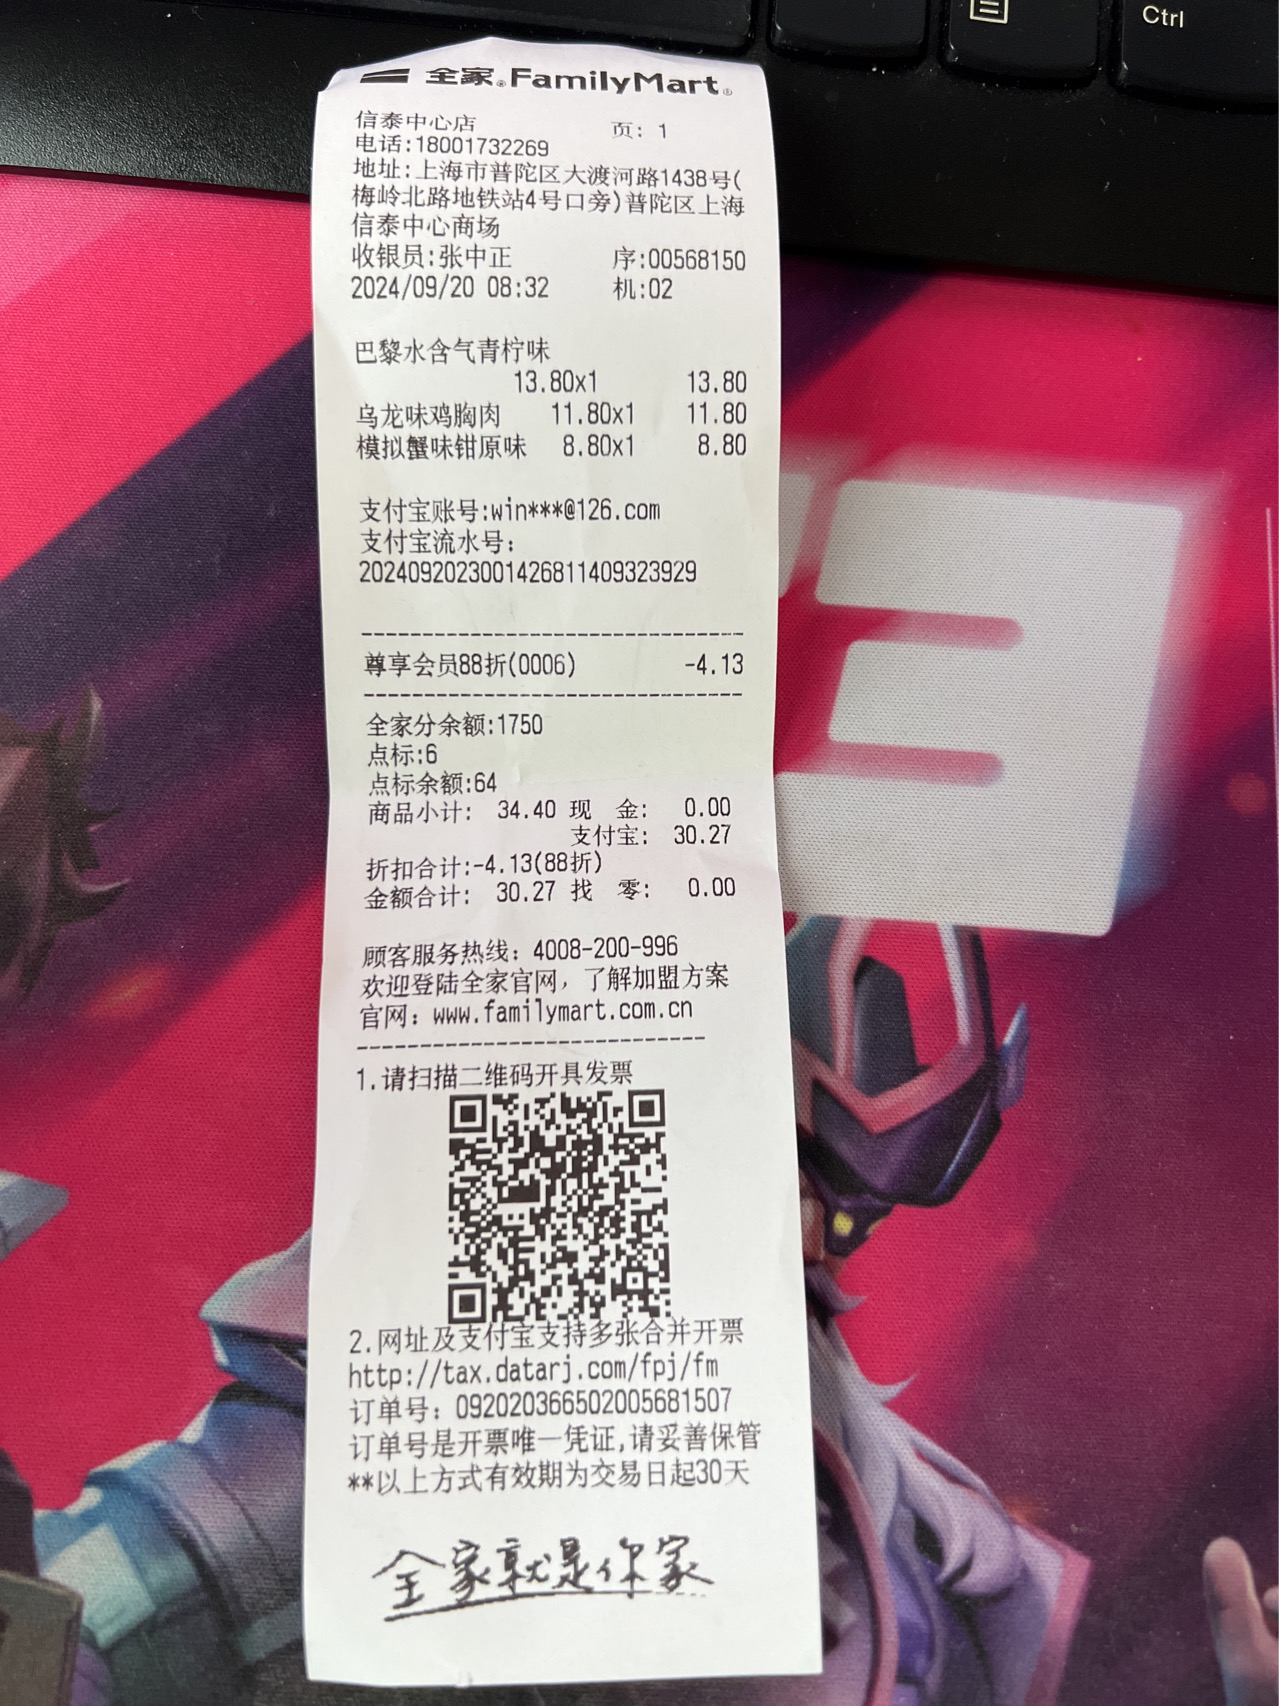 Ctrl
全家®FamilyMart®
信泰中心店 页: 1
电话:18001732269
地址:上海市普陀区大渡河路1438号(
梅岭北路地铁站4号口旁)普陀区上海
信泰中心商场
收银员:张中正 序:00568150
2024/09/20 08:32 机:02
巴黎水含气青柠味
13.80x1 13.80
乌龙味鸡胸肉 11.80x1 11.80
模拟蟹味钳原味 8.80x1 8.80
支付宝账号:win***@126.com
支付宝流水号:
2024092023001426811409323929
--------------------------------
尊享会员88折(0006) -4.13
--------------------------------
全家分余额:1750
点标:6
点标余额:64
商品小计: 34.40 现 金: 0.00
支付宝: 30.27
折扣合计:-4.13(88折)
金额合计: 30.27 找 零: 0.00
顾客服务热线: 4008-200-996
欢迎登陆全家官网，了解加盟方案
官网: www.familymart.com.cn
-----------------------------
1.请扫描二维码开具发票
2.网址及支付宝支持多张合并开票
http://tax.datarj.com/fpj/fm
订单号: 092020366502005681507
订单号是开票唯一凭证,请妥善保管
**以上方式有效期为交易日起30天
全家就是你家